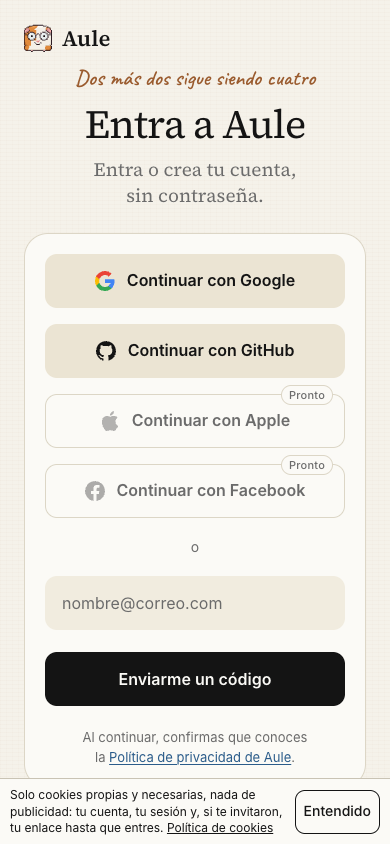 Aule
Dos más dos sigue siendo cuatro
Entra a Aule
Entra o crea tu cuenta,
sin contraseña.
Continuar con Google
Continuar con GitHub
Pronto
Continuar con Apple
Pronto
Continuar con Facebook
o
nombre@correo.com
Enviarme un código
Al continuar, confirmas que conoces
la Política de privacidad de Aule.
Solo cookies propias y necesarias, nada de
publicidad: tu cuenta, tu sesión y, si te invitaron,
tu enlace hasta que entres. Política de cookies
Entendido